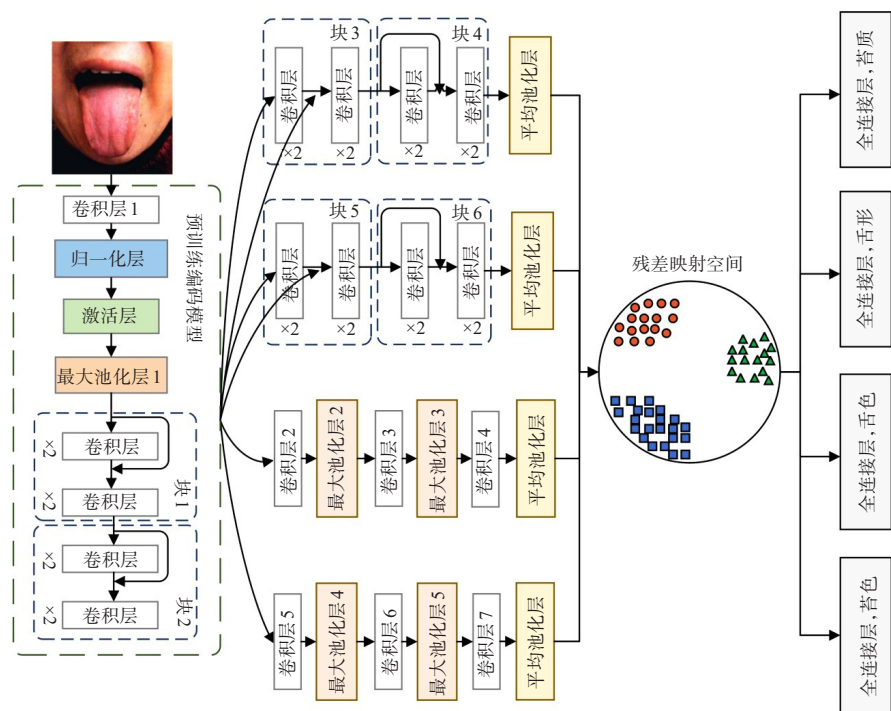 卷积层1
归一化层
激活层
最大池化层1
卷积层
×2
卷积层
×2
块1
卷积层
×2
卷积层
×2
块2
预训练编码模型
块3
卷积层
×2
卷积层
×2
块4
卷积层
×2
卷积层
×2
平均池化层
块5
卷积层
×2
卷积层
×2
块6
卷积层
×2
卷积层
×2
平均池化层
卷积层2
最大池化层2
卷积层3
最大池化层3
卷积层4
平均池化层
卷积层5
最大池化层4
卷积层6
最大池化层5
卷积层7
平均池化层
残差映射空间
全连接层,苔质
全连接层,舌形
全连接层,舌色
全连接层,苔色